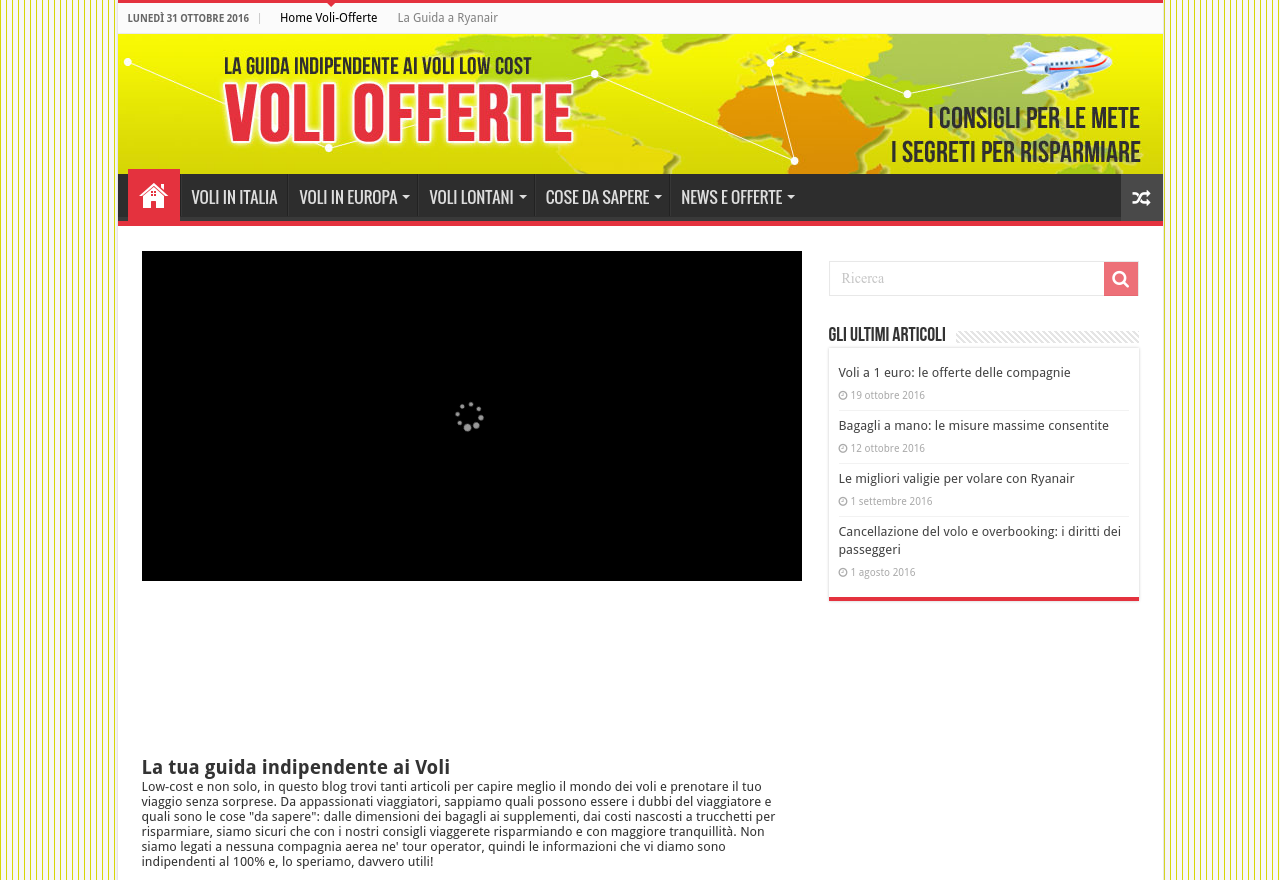 LUNEDÌ 31 OTTOBRE 2016 Home Voli-Offerte La Guida a Ryanair
LA GUIDA INDIPENDENTE AI VOLI LOW COST
VOLI OFFERTE
I CONSIGLI PER LE METE
I SEGRETI PER RISPARMIARE
VOLI IN ITALIA VOLI IN EUROPA VOLI LONTANI COSE DA SAPERE NEWS E OFFERTE
Ricerca
GLI ULTIMI ARTICOLI
Voli a 1 euro: le offerte delle compagnie
19 ottobre 2016
Bagagli a mano: le misure massime consentite
12 ottobre 2016
Le migliori valigie per volare con Ryanair
1 settembre 2016
Cancellazione del volo e overbooking: i diritti dei
passeggeri
1 agosto 2016
La tua guida indipendente ai Voli
Low-cost e non solo, in questo blog trovi tanti articoli per capire meglio il mondo dei voli e prenotare il tuo
viaggio senza sorprese. Da appassionati viaggiatori, sappiamo quali possono essere i dubbi del viaggiatore e
quali sono le cose "da sapere": dalle dimensioni dei bagagli ai supplementi, dai costi nascosti a trucchetti per
risparmiare, siamo sicuri che con i nostri consigli viaggerete risparmiando e con maggiore tranquillità. Non
siamo legati a nessuna compagnia aerea ne' tour operator, quindi le informazioni che vi diamo sono
indipendenti al 100% e, lo speriamo, davvero utili!